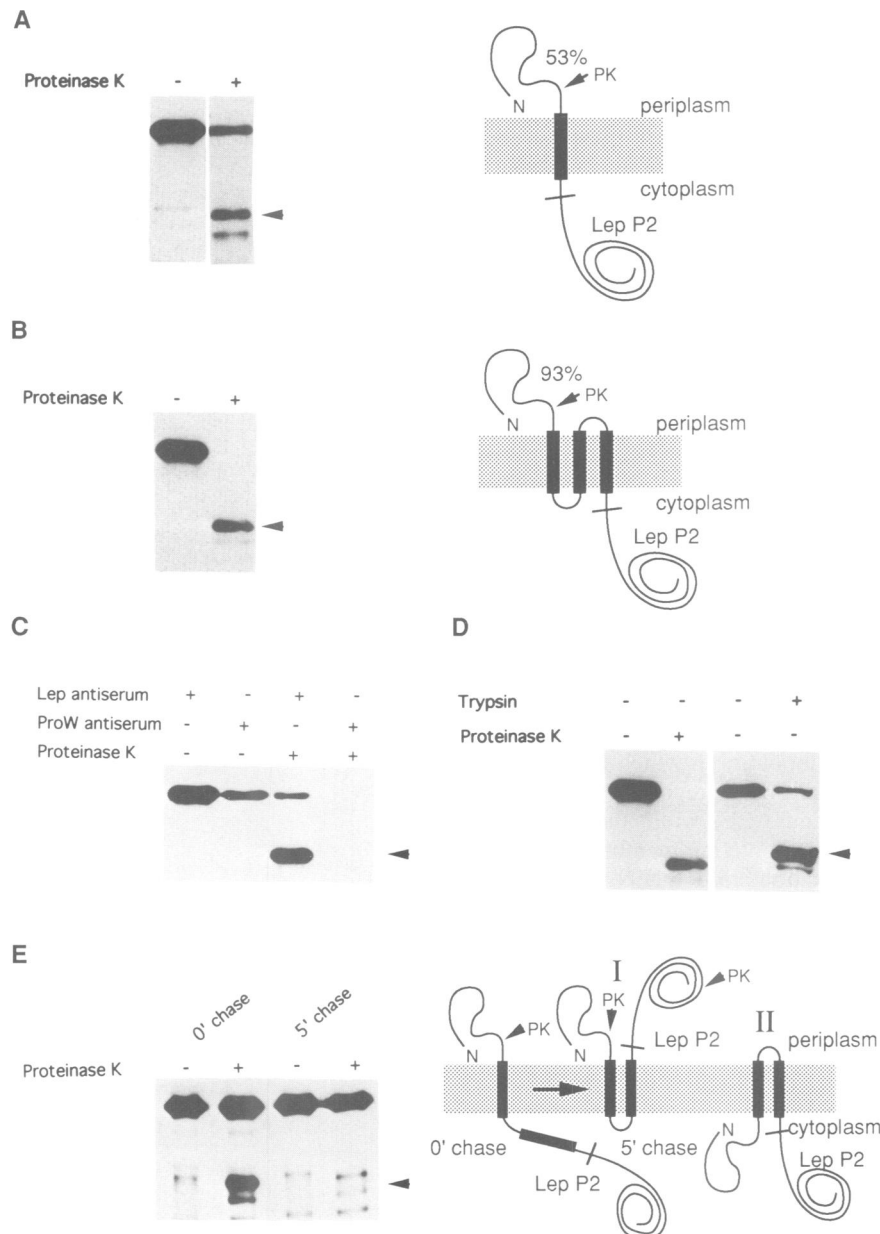 A
Proteinase K - +
53%
PK
N
periplasm
cytoplasm
Lep P2
B
Proteinase K - +
93%
PK
N
periplasm
cytoplasm
Lep P2
C
Lep antiserum + - + -
ProW antiserum - + - +
Proteinase K - - + +
D
Trypsin - - - +
Proteinase K - + - -
E
0' chase 5' chase
Proteinase K - + - +
I
PK
PK
PK
II
N
N
Lep P2
periplasm
0' chase
5' chase
N
cytoplasm
Lep P2
Lep P2